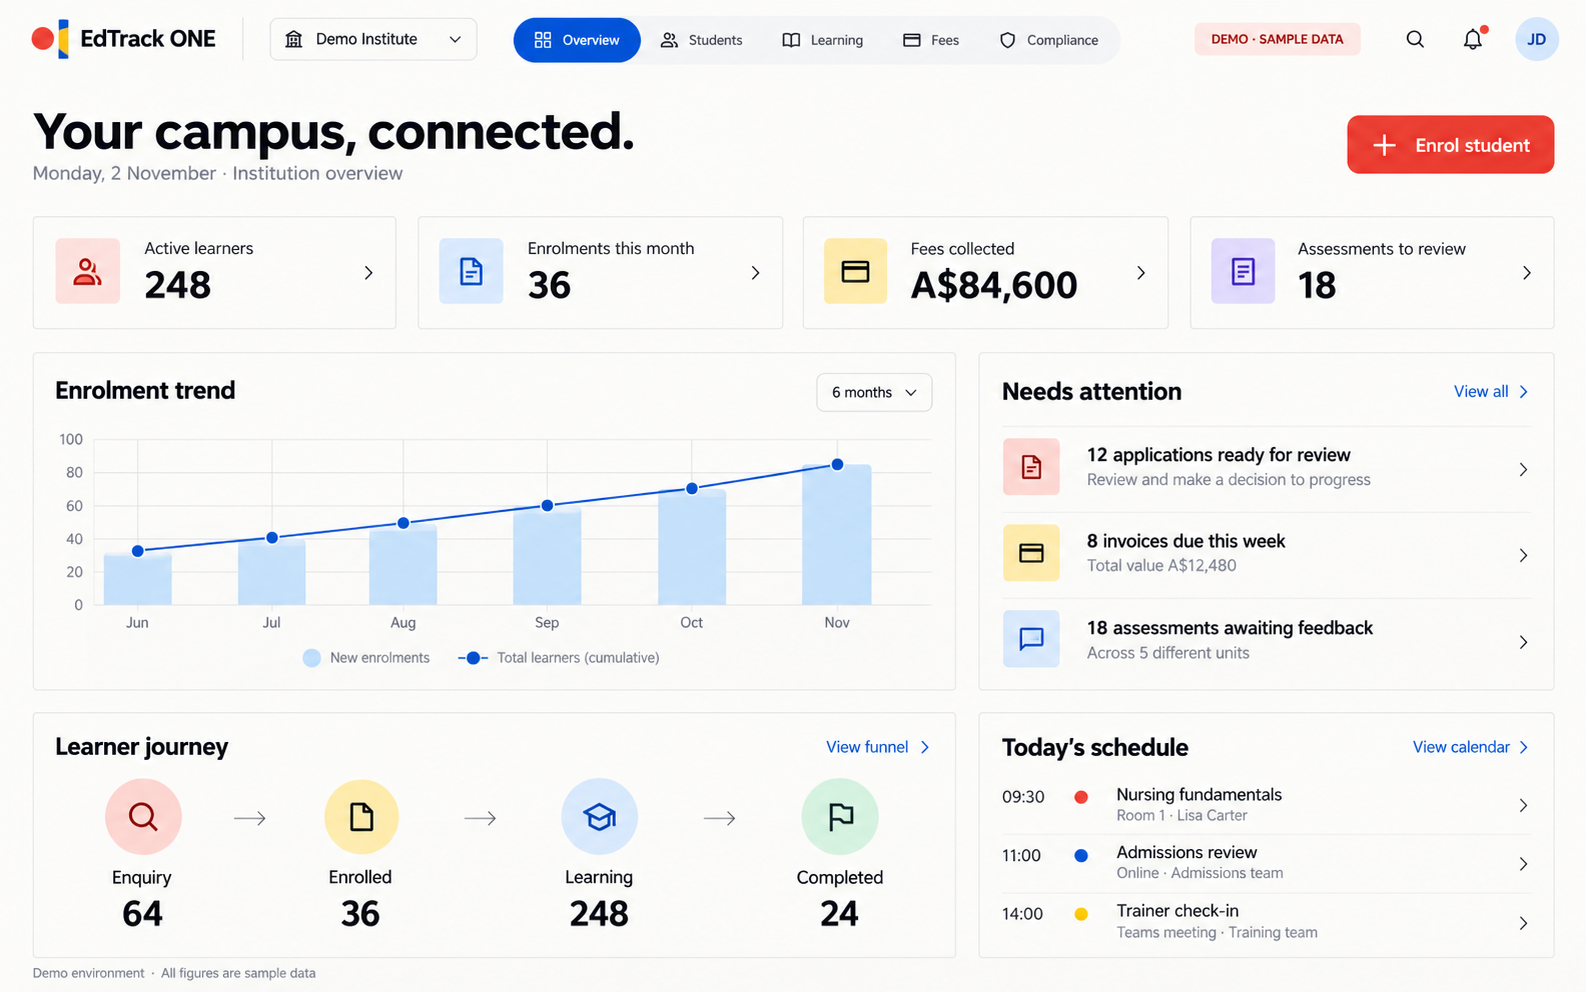 EdTrack ONE
Demo Institute
Overview
Students
Learning
Fees
Compliance
DEMO · SAMPLE DATA
JD
Your campus, connected.
Monday, 2 November · Institution overview
Enrol student
Active learners
248
Enrolments this month
36
Fees collected
A$84,600
Assessments to review
18
Enrolment trend
6 months
100
80
60
40
20
0
Jun
Jul
Aug
Sep
Oct
Nov
New enrolments
Total learners (cumulative)
Needs attention
View all
12 applications ready for review
Review and make a decision to progress
8 invoices due this week
Total value A$12,480
18 assessments awaiting feedback
Across 5 different units
Learner journey
View funnel
Enquiry
64
Enrolled
36
Learning
248
Completed
24
Today's schedule
View calendar
09:30
Nursing fundamentals
Room 1 · Lisa Carter
11:00
Admissions review
Online · Admissions team
14:00
Trainer check-in
Teams meeting · Training team
Demo environment · All figures are sample data